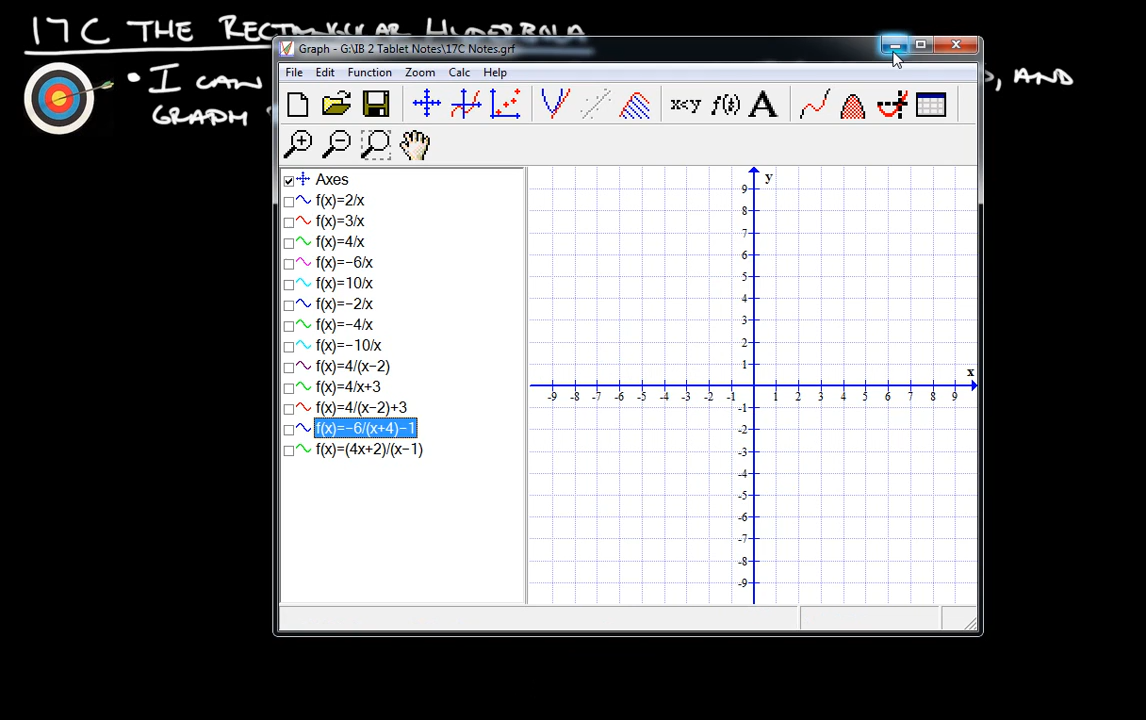 17C THE RECTANGULAR HYPERBOLA
• I CAN
, AND
GRAPH
Graph - G:\IB 2 Tablet Notes\17C Notes.grf
File Edit Function Zoom Calc Help
x<y f(x) A
Axes
f(x)=2/x
f(x)=3/x
f(x)=4/x
f(x)=−6/x
f(x)=10/x
f(x)=−2/x
f(x)=−4/x
f(x)=−10/x
f(x)=4/(x−2)
f(x)=4/x+3
f(x)=4/(x−2)+3
f(x)=−6/(x+4)−1
f(x)=(4x+2)/(x−1)
y
9
8
7
6
5
4
3
2
1
x
-9 -8 -7 -6 -5 -4 -3 -2 -1 1 2 3 4 5 6 7 8 9
-1
-2
-3
-4
-5
-6
-7
-8
-9